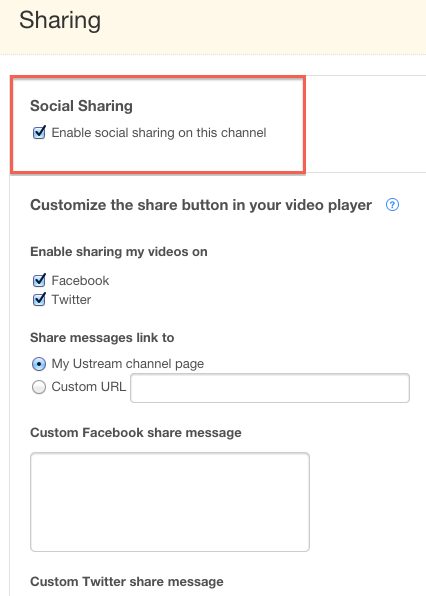 Sharing
Social Sharing
Enable social sharing on this channel
Customize the share button in your video player ?
Enable sharing my videos on
Facebook
Twitter
Share messages link to
My Ustream channel page
Custom URL
Custom Facebook share message
Custom Twitter share message